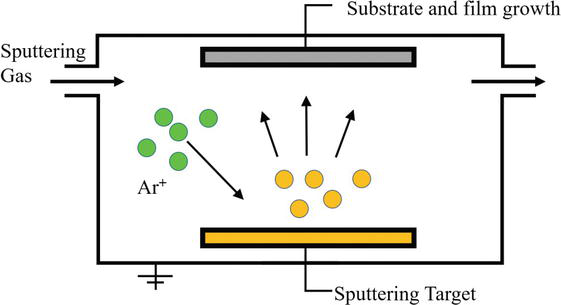 Substrate and film growth
Sputtering
Gas
Ar⁺
Sputtering Target